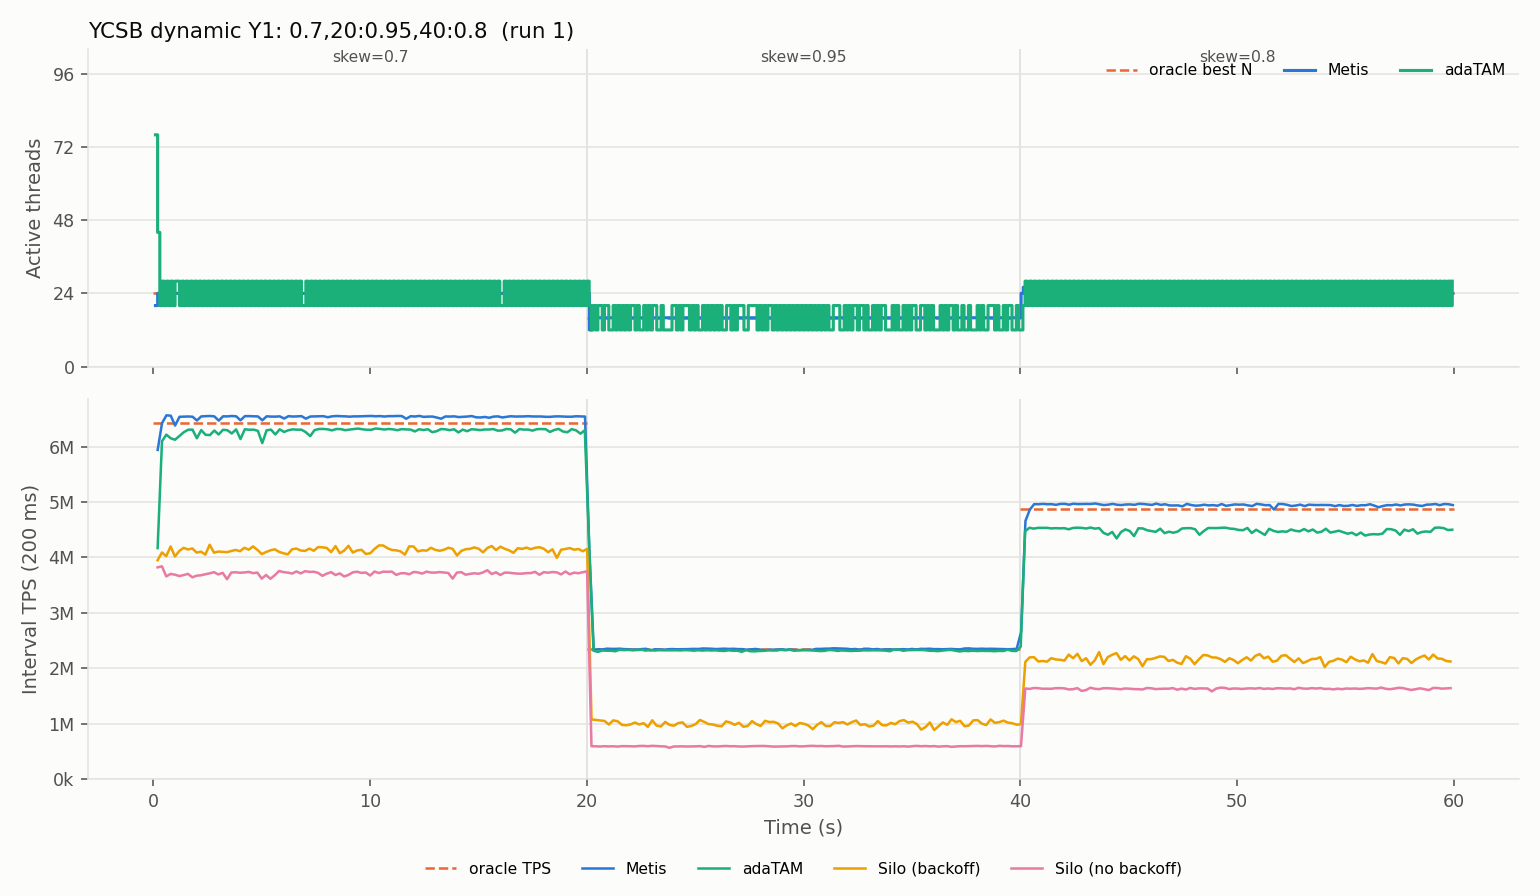 YCSB dynamic Y1: 0.7,20:0.95,40:0.8  (run 1)
skew=0.7
skew=0.95
skew=0.8
oracle best N
Metis
adaTAM
Active threads
96
72
48
24
0
Interval TPS (200 ms)
6M
5M
4M
3M
2M
1M
0k
0
10
20
30
40
50
60
Time (s)
oracle TPS
Metis
adaTAM
Silo (backoff)
Silo (no backoff)